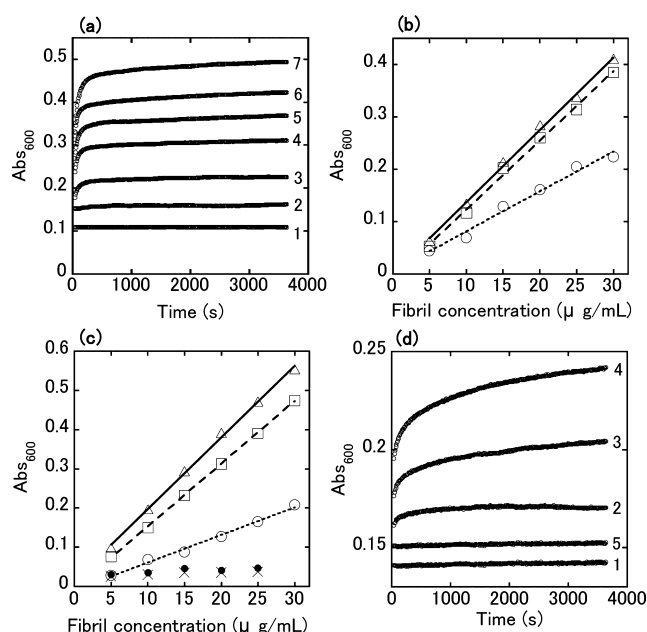 (a)
Abs600
0.5
0.4
0.3
0.2
0.1
0
7
6
5
4
3
2
1
0 1000 2000 3000 4000
Time (s)
(b)
Abs600
0.4
0.3
0.2
0.1
0
0 5 10 15 20 25 30
Fibril concentration (μ g/mL)
(c)
Abs600
0.6
0.5
0.4
0.3
0.2
0.1
0
0 5 10 15 20 25 30
Fibril concentration (μ g/mL)
(d)
Abs600
0.25
0.2
0.15
4
3
2
5
1
0 1000 2000 3000 4000
Time (s)